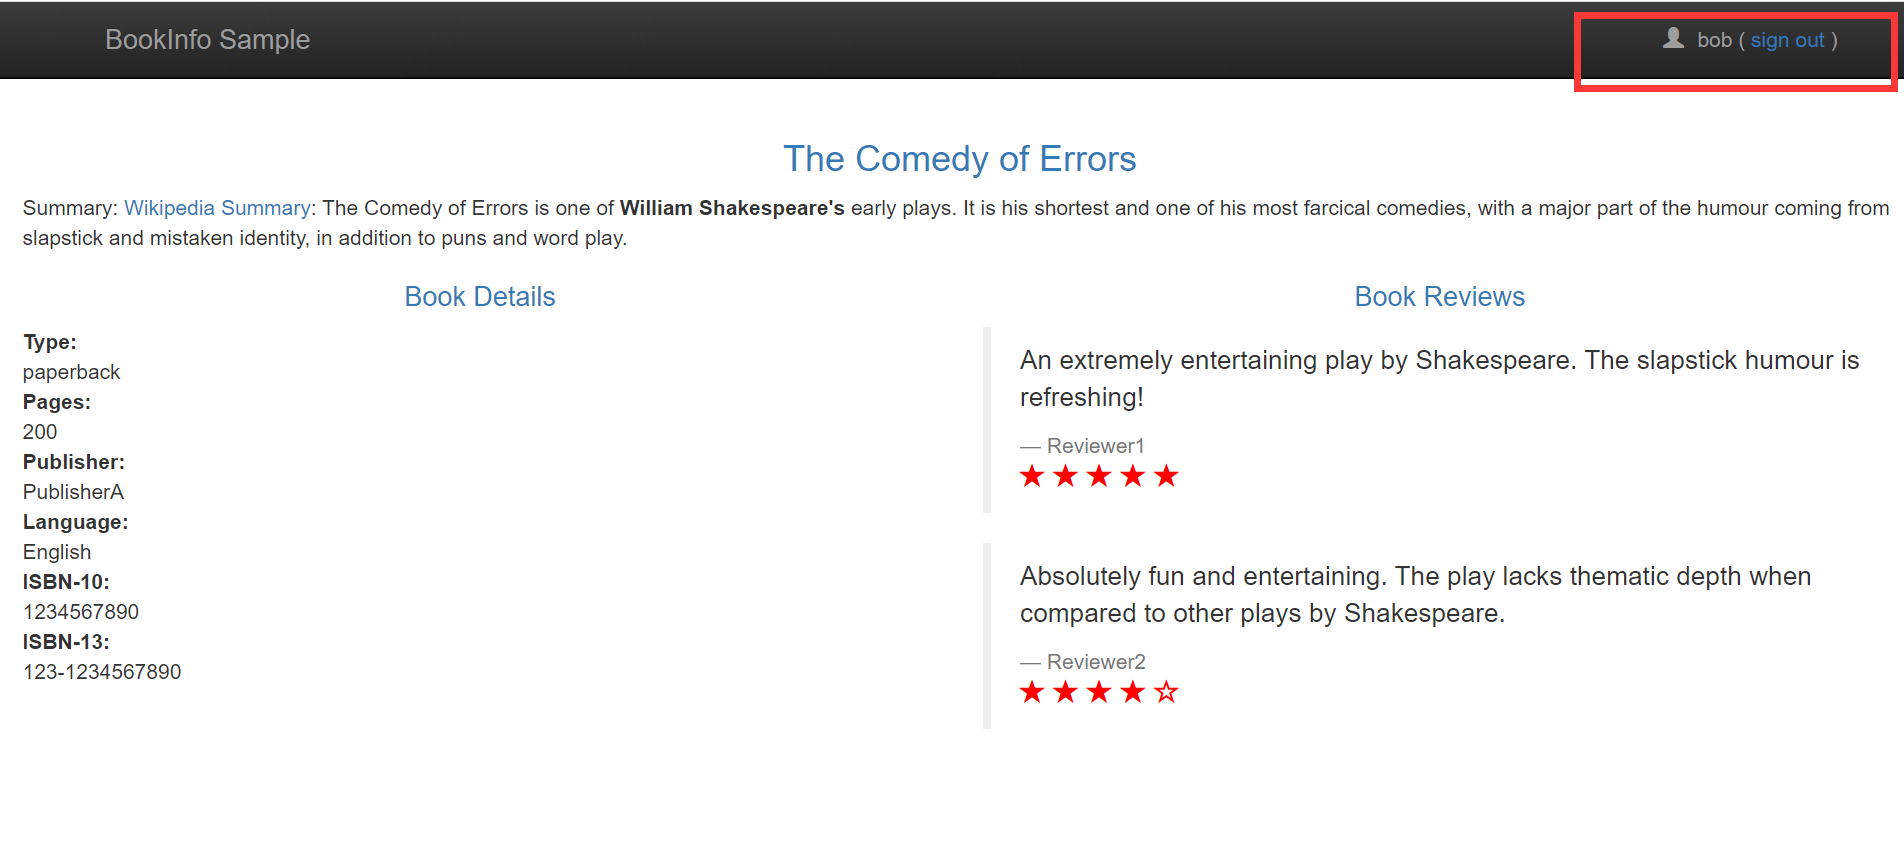 BookInfo Sample
bob ( sign out )
The Comedy of Errors
Summary: Wikipedia Summary: The Comedy of Errors is one of William Shakespeare's early plays. It is his shortest and one of his most farcical comedies, with a major part of the humour coming from
slapstick and mistaken identity, in addition to puns and word play.
Book Details
Type:
paperback
Pages:
200
Publisher:
PublisherA
Language:
English
ISBN-10:
1234567890
ISBN-13:
123-1234567890
Book Reviews
An extremely entertaining play by Shakespeare. The slapstick humour is
refreshing!
— Reviewer1
Absolutely fun and entertaining. The play lacks thematic depth when
compared to other plays by Shakespeare.
— Reviewer2